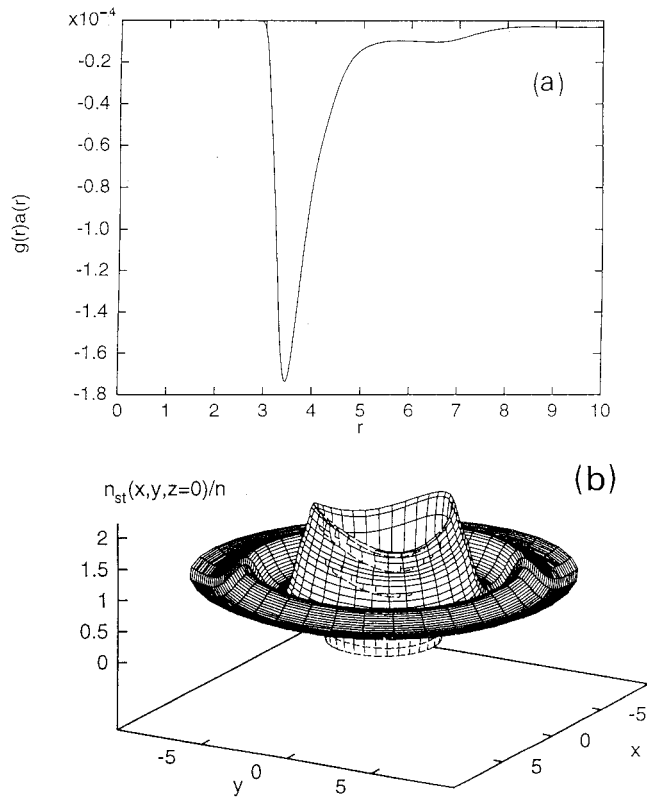 x10⁻⁴
-0.2
-0.4
-0.6
-0.8
-1.0
-1.2
-1.4
-1.6
-1.8
g(r)a(r)
(a)
0 1 2 3 4 5 6 7 8 9 10
r
(b)
n_st(x,y,z=0)/n
2
1.5
1
0.5
0
-5
0
5
y
5
0
-5
x